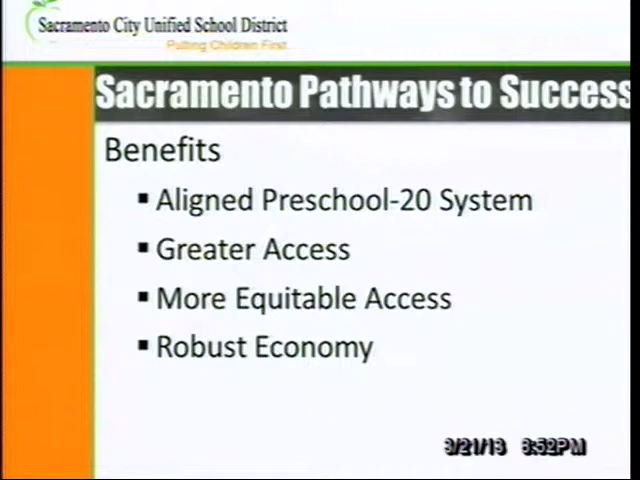 Sacramento City Unified School District
Putting Children First
Sacramento Pathways to Success
Benefits
▪ Aligned Preschool-20 System
▪ Greater Access
▪ More Equitable Access
▪ Robust Economy
3/21/13 8:52PM